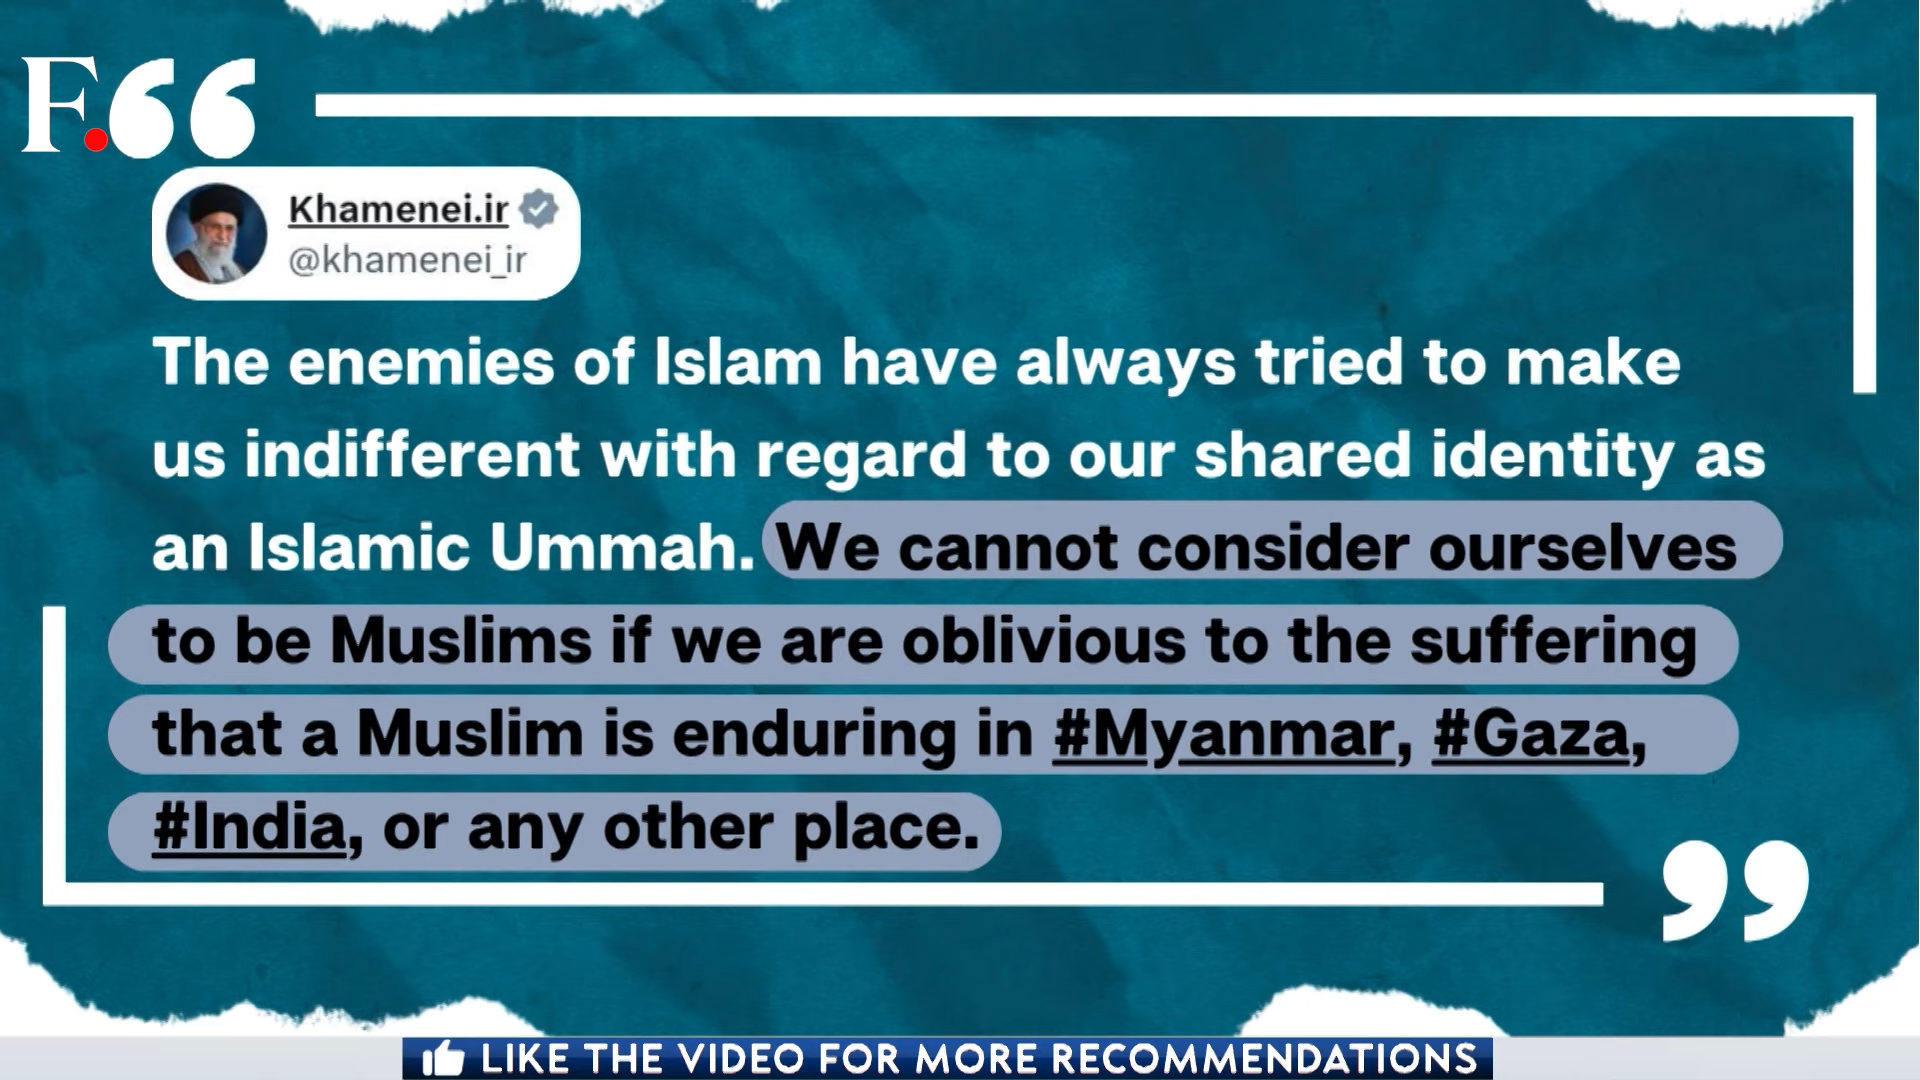 F.
Khamenei.ir
@khamenei_ir
The enemies of Islam have always tried to make
us indifferent with regard to our shared identity as
an Islamic Ummah. We cannot consider ourselves
to be Muslims if we are oblivious to the suffering
that a Muslim is enduring in #Myanmar, #Gaza,
#India, or any other place.
LIKE THE VIDEO FOR MORE RECOMMENDATIONS